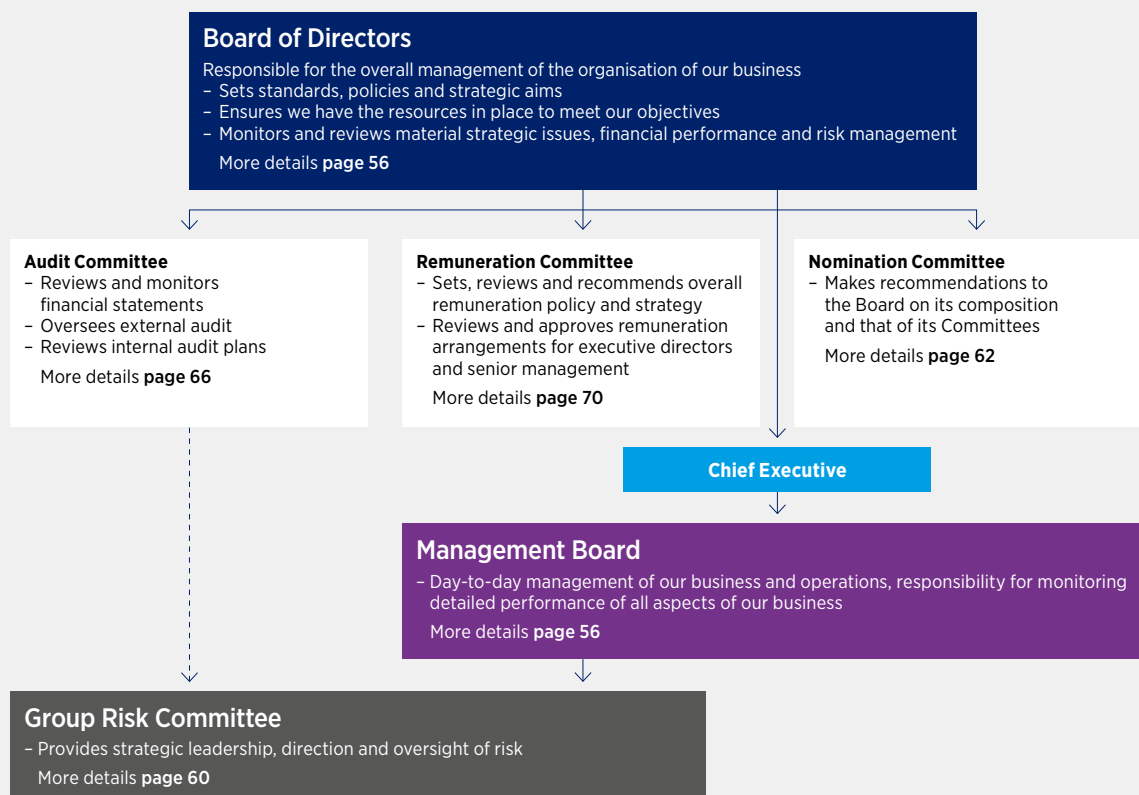 Board of Directors
Responsible for the overall management of the organisation of our business
– Sets standards, policies and strategic aims
– Ensures we have the resources in place to meet our objectives
– Monitors and reviews material strategic issues, financial performance and risk management
More details page 56
Audit Committee
– Reviews and monitors
financial statements
– Oversees external audit
– Reviews internal audit plans
More details page 66
Remuneration Committee
– Sets, reviews and recommends overall
remuneration policy and strategy
– Reviews and approves remuneration
arrangements for executive directors
and senior management
More details page 70
Nomination Committee
– Makes recommendations to
the Board on its composition
and that of its Committees
More details page 62
Chief Executive
Management Board
– Day-to-day management of our business and operations, responsibility for monitoring
detailed performance of all aspects of our business
More details page 56
Group Risk Committee
– Provides strategic leadership, direction and oversight of risk
More details page 60